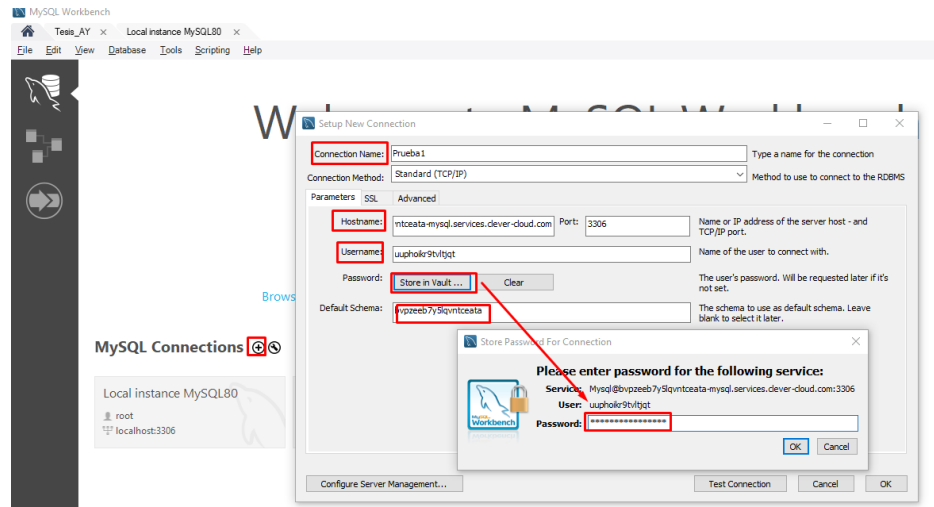 MySQL Workbench
Tesis_AY × Local instance MySQL80 ×
File Edit View Database Tools Scripting Help
Setup New Connection
Connection Name: Prueba1 Type a name for the connection
Connection Method: Standard (TCP/IP) Method to use to connect to the RDBMS
Parameters SSL Advanced
Hostname: ntceata-mysql.services.clever-cloud.com Port: 3306 Name or IP address of the server host - and
TCP/IP port.
Username: uuphoikr9tvltjqt Name of the user to connect with.
Password: Store in Vault ... Clear The user's password. Will be requested later if it's
not set.
Default Schema: bvpzeeb7y5lqvntceata The schema to use as default schema. Leave
blank to select it later.
Brows
MySQL Connections
Local instance MySQL80
root
localhost:3306
Store Password For Connection
Please enter password for the following service:
Service: Mysql@bvpzeeb7y5lqvntceata-mysql.services.clever-cloud.com:3306
User: uuphoikr9tvltjqt
Password: ****************
MySQL
Workbench
OK Cancel
Configure Server Management... Test Connection Cancel OK